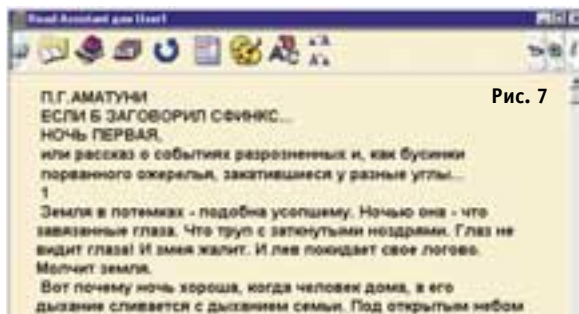 Read Assistant для User1
Рис. 7
П.Г.АМАТУНИ
ЕСЛИ Б ЗАГОВОРИЛ СФИНКС...
НОЧЬ ПЕРВАЯ,
или рассказ о событиях разрозненных и, как бусинки
порванного ожерелья, закатившиеся у разные углы...
1
Земля в потемках - подобна усопшему. Ночью она - что
завязанные глаза. Что труп с заткнутыми ноздрями. Глаз не
видит глаза! И змея жалит. И лев покидает свое логово.
Молчит земля.
Вот почему ночь хороша, когда человек дома, а его
дыхание сливается с дыханием семьи. Под открытым небом